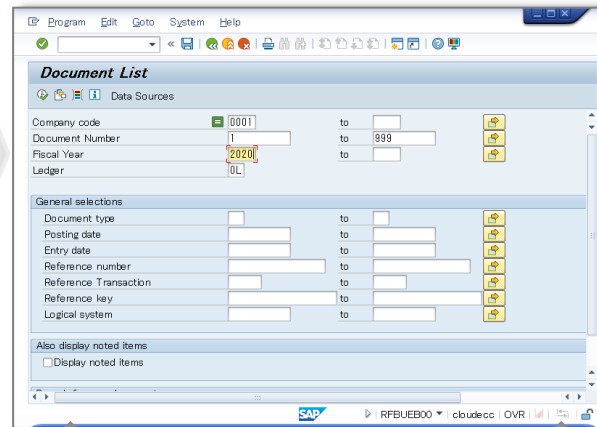 Program Edit Goto System Help
Document List
Data Sources
Company code 0001 to
Document Number 1 to 999
Fiscal Year 2020 to
Ledger 0L
General selections
Document type to
Posting date to
Entry date to
Reference number to
Reference Transaction to
Reference key to
Logical system to
Also display noted items
Display noted items
SAP RFBUEB00 cloudecc OVR